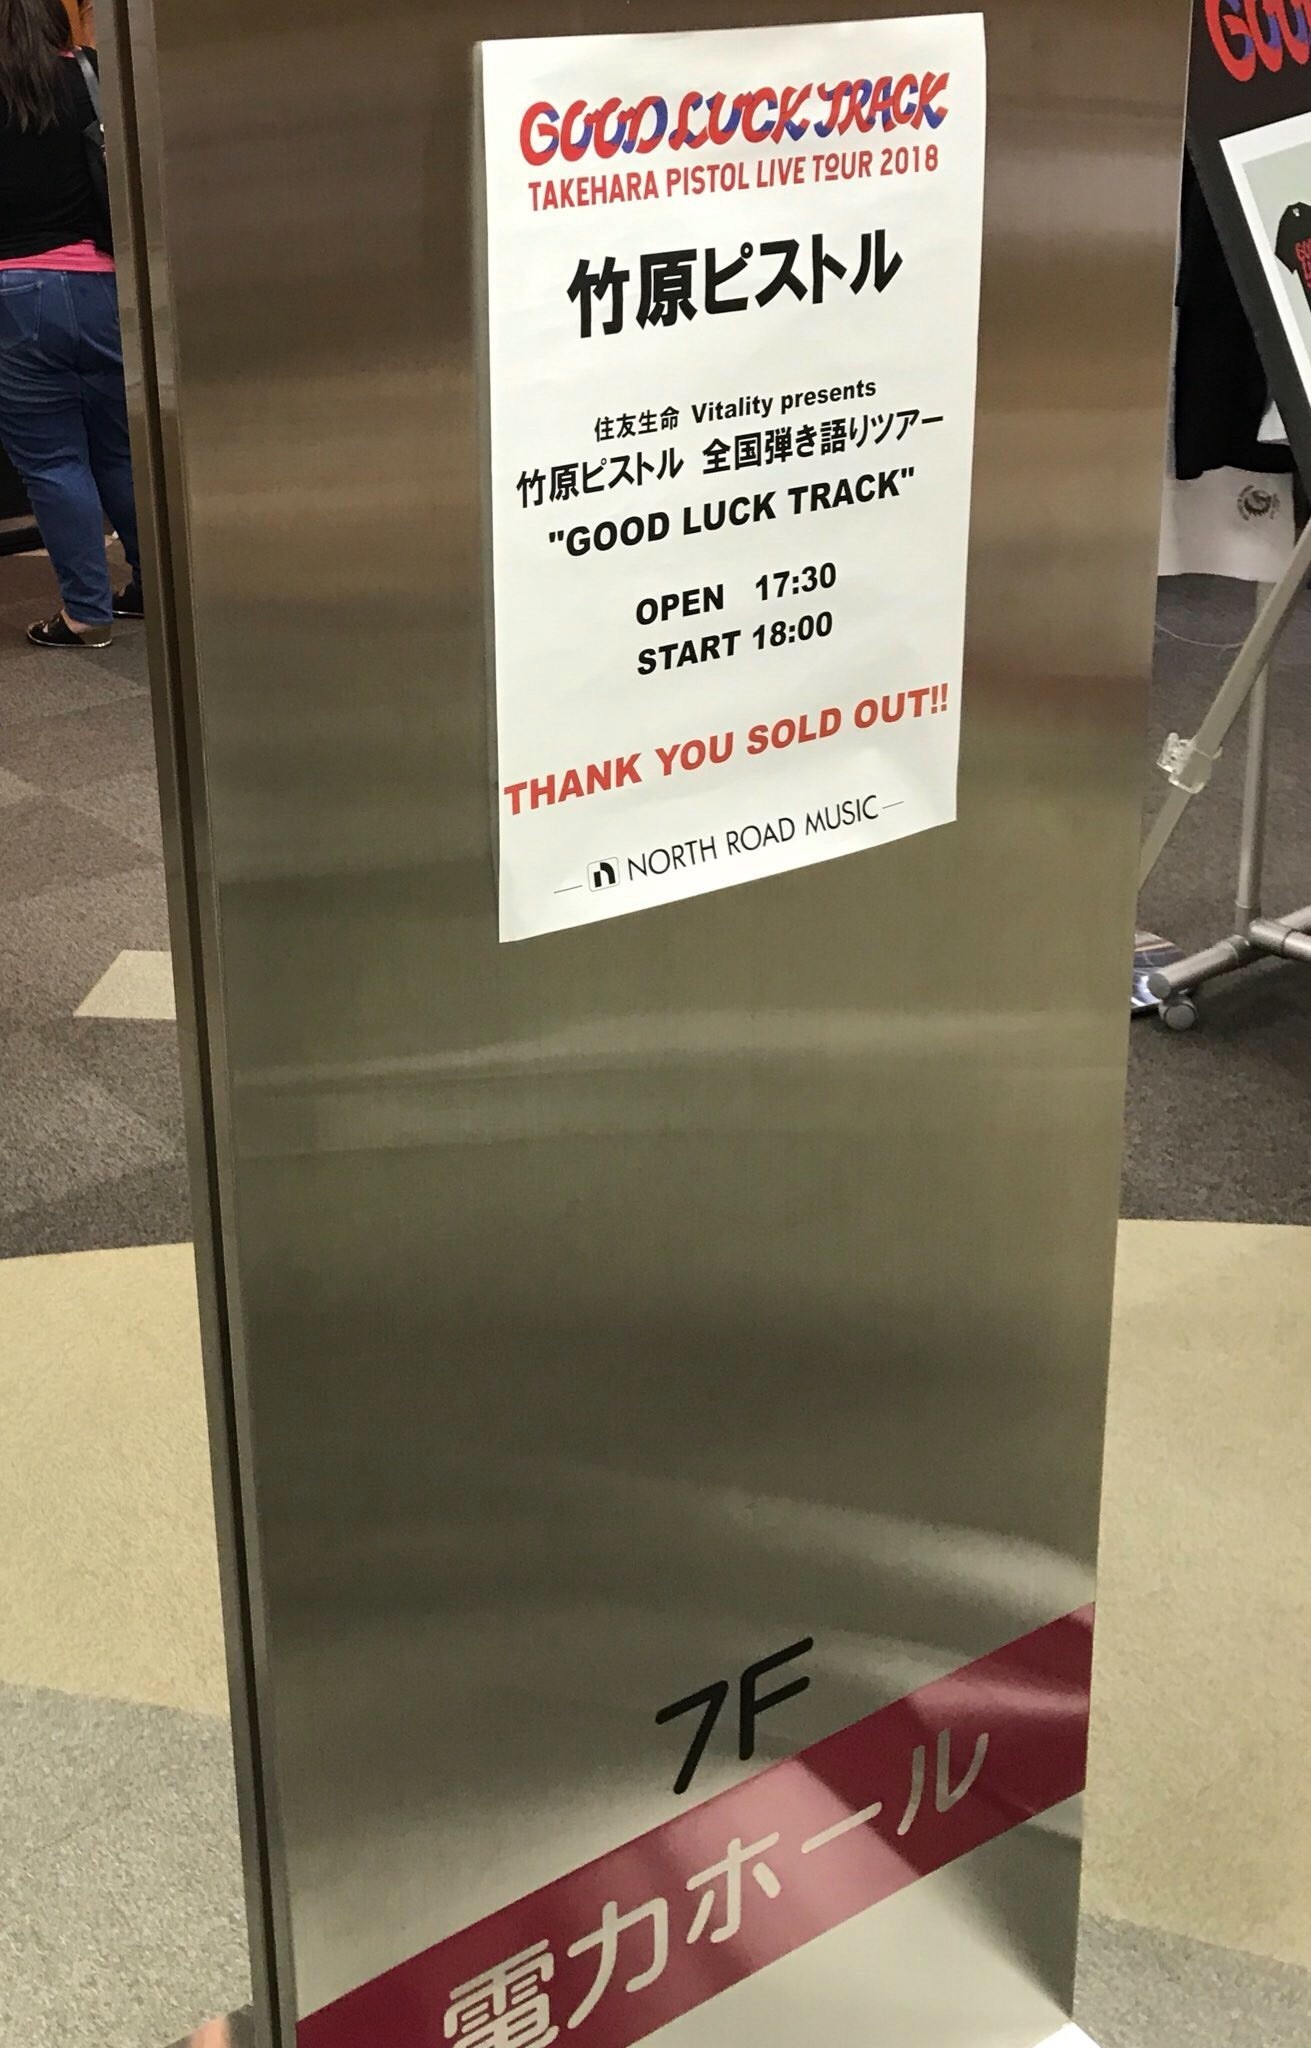 GOOD LUCK TRACK
TAKEHARA PISTOL LIVE TOUR 2018
竹原ピストル
住友生命 Vitality presents
竹原ピストル 全国弾き語りツアー
"GOOD LUCK TRACK"
OPEN 17:30
START 18:00
THANK YOU SOLD OUT!!
NORTH ROAD MUSIC
7F
電力ホール